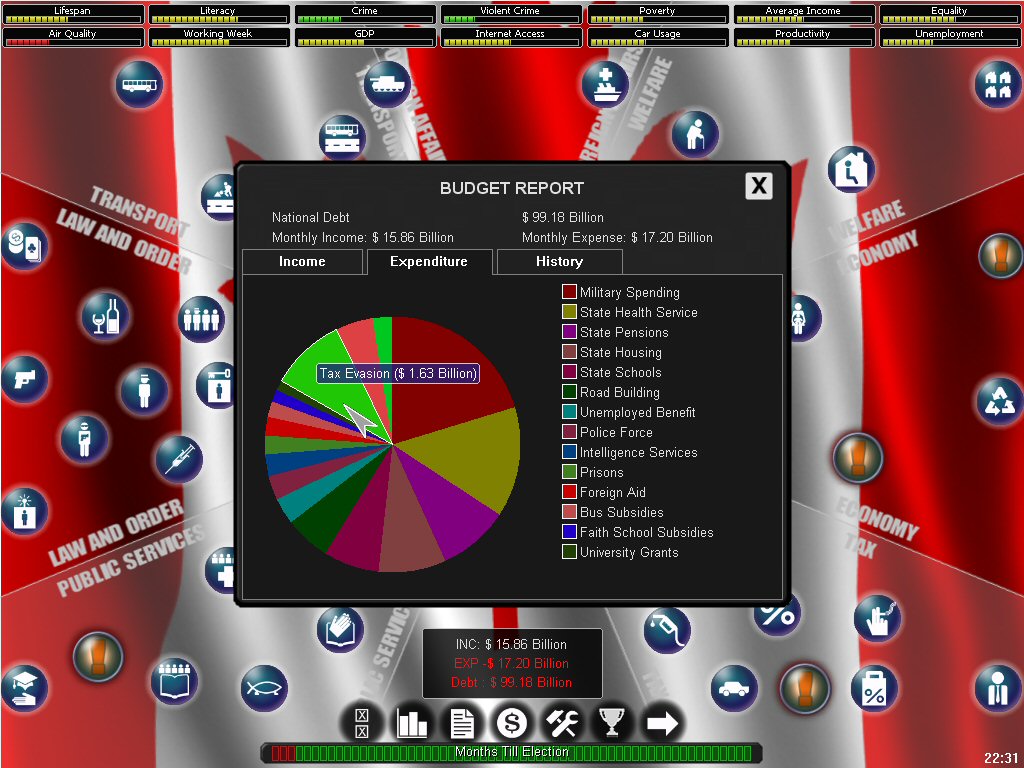 Lifespan
Literacy
Crime
Violent Crime
Poverty
Average Income
Equality
Air Quality
Working Week
GDP
Internet Access
Car Usage
Productivity
Unemployment
TRANSPORT
WELFARE
TRANSPORT
LAW AND ORDER
WELFARE
ECONOMY
BUDGET REPORT
X
National Debt
$ 99.18 Billion
Monthly Income: $ 15.86 Billion
Monthly Expense: $ 17.20 Billion
Income
Expenditure
History
Tax Evasion ($ 1.63 Billion)
Military Spending
State Health Service
State Pensions
State Housing
State Schools
Road Building
Unemployed Benefit
Police Force
Intelligence Services
Prisons
Foreign Aid
Bus Subsidies
Faith School Subsidies
University Grants
LAW AND ORDER
PUBLIC SERVICES
ECONOMY
TAX
INC: $ 15.86 Billion
EXP -$ 17.20 Billion
Debt : $ 99.18 Billion
Months Till Election
22:31